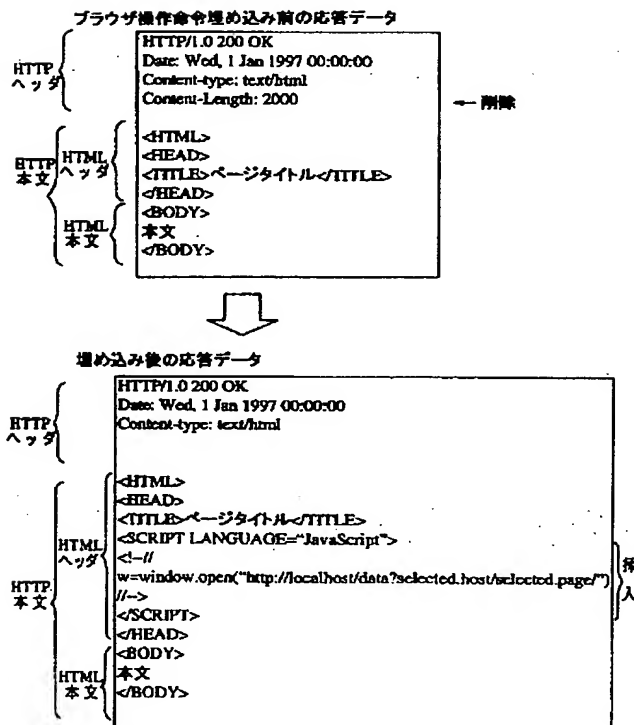 ブラウザ操作命令埋め込み前の応答データ
HTTP
ヘッダ
HTTP/1.0 200 OK
Date: Wed, 1 Jan 1997 00:00:00
Content-type: text/html
Content-Length: 2000
← 削除
HTTP
本文
HTML
ヘッダ
<HTML>
<HEAD>
<TITLE>ページタイトル</TITLE>
</HEAD>
HTML
本文
<BODY>
本文
</BODY>
埋め込み後の応答データ
HTTP
ヘッダ
HTTP/1.0 200 OK
Date: Wed, 1 Jan 1997 00:00:00
Content-type: text/html
HTTP
本文
HTML
ヘッダ
<HTML>
<HEAD>
<TITLE>ページタイトル</TITLE>
<SCRIPT LANGUAGE="JavaScript">
<!--//
w=window.open("http://localhost/data?selected.host/selected.page/")
//-->
</SCRIPT>
</HEAD>
挿入
HTML
本文
<BODY>
本文
</BODY>